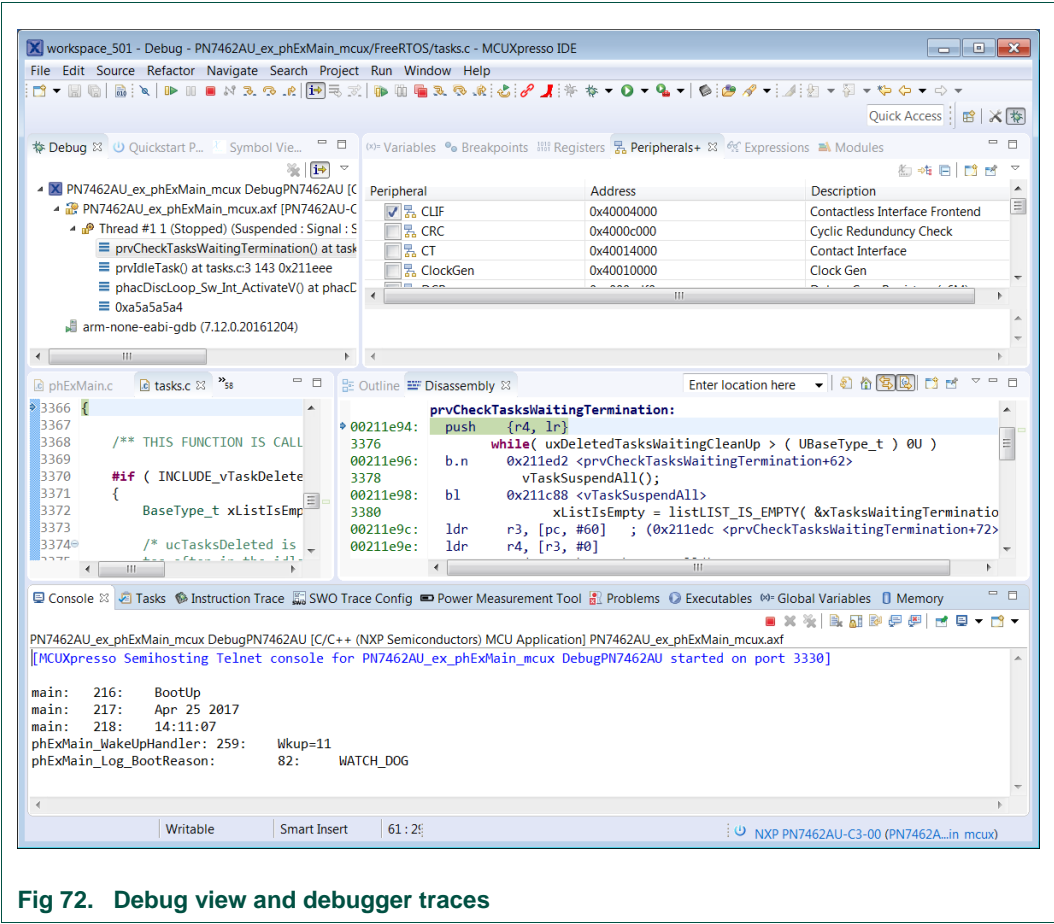 workspace_501 - Debug - PN7462AU_ex_phExMain_mcux/FreeRTOS/tasks.c - MCUXpresso IDE
File Edit Source Refactor Navigate Search Project Run Window Help
Quick Access
Debug Quickstart P... Symbol Vie...
(x)= Variables Breakpoints Registers Peripherals+ Expressions Modules
PN7462AU_ex_phExMain_mcux DebugPN7462AU [C
PN7462AU_ex_phExMain_mcux.axf [PN7462AU-C
Thread #1 1 (Stopped) (Suspended : Signal : S
prvCheckTasksWaitingTermination() at task
prvIdleTask() at tasks.c:3 143 0x211eee
phacDiscLoop_Sw_Int_ActivateV() at phacD
0xa5a5a5a4
arm-none-eabi-gdb (7.12.0.20161204)
Peripheral Address Description
CLIF 0x40004000 Contactless Interface Frontend
CRC 0x4000c000 Cyclic Redundancy Check
CT 0x40014000 Contact Interface
ClockGen 0x40010000 Clock Gen
phExMain.c tasks.c »58
3366 {
3367
3368 /** THIS FUNCTION IS CALL
3369
3370 #if ( INCLUDE_vTaskDelete
3371 {
3372 BaseType_t xListIsEmp
3373
3374 /* ucTasksDeleted is
Outline Disassembly Enter location here
prvCheckTasksWaitingTermination:
00211e94: push {r4, lr}
3376 while( uxDeletedTasksWaitingCleanUp > ( UBaseType_t ) 0U )
00211e96: b.n 0x211ed2 <prvCheckTasksWaitingTermination+62>
3378 vTaskSuspendAll();
00211e98: bl 0x211c88 <vTaskSuspendAll>
3380 xListIsEmpty = listLIST_IS_EMPTY( &xTasksWaitingTerminatio
00211e9c: ldr r3, [pc, #60] ; (0x211edc <prvCheckTasksWaitingTermination+72>
00211e9e: ldr r4, [r3, #0]
Console Tasks Instruction Trace SWO Trace Config Power Measurement Tool Problems Executables (x)= Global Variables Memory
PN7462AU_ex_phExMain_mcux DebugPN7462AU [C/C++ (NXP Semiconductors) MCU Application] PN7462AU_ex_phExMain_mcux.axf
[MCUXpresso Semihosting Telnet console for PN7462AU_ex_phExMain_mcux DebugPN7462AU started on port 3330]
main: 216: BootUp
main: 217: Apr 25 2017
main: 218: 14:11:07
phExMain_WakeUpHandler: 259: Wkup=11
phExMain_Log_BootReason: 82: WATCH_DOG
Writable Smart Insert 61 : 29
NXP PN7462AU-C3-00 (PN7462A...in mcux)
Fig 72. Debug view and debugger traces